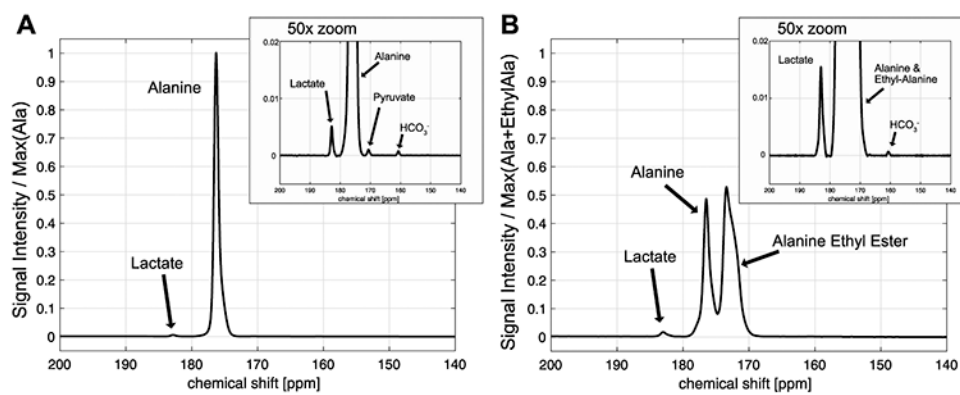 A
50x zoom
Signal Intensity / Max(Ala)
1
0.9
0.8
0.7
0.6
0.5
0.4
0.3
0.2
0.1
0
200
190
180
170
160
150
140
chemical shift [ppm]
Alanine
Lactate
0.02
0.01
0
Alanine
Lactate
Pyruvate
HCO3-
200
190
180
170
160
150
140
chemical shift [ppm]
B
50x zoom
Signal Intensity / Max(Ala+EthylAla)
1
0.9
0.8
0.7
0.6
0.5
0.4
0.3
0.2
0.1
0
200
190
180
170
160
150
140
chemical shift [ppm]
Alanine
Lactate
Alanine Ethyl Ester
0.02
0.01
0
Lactate
Alanine &
Ethyl-Alanine
HCO3-
200
190
180
170
160
150
140
chemical shift [ppm]